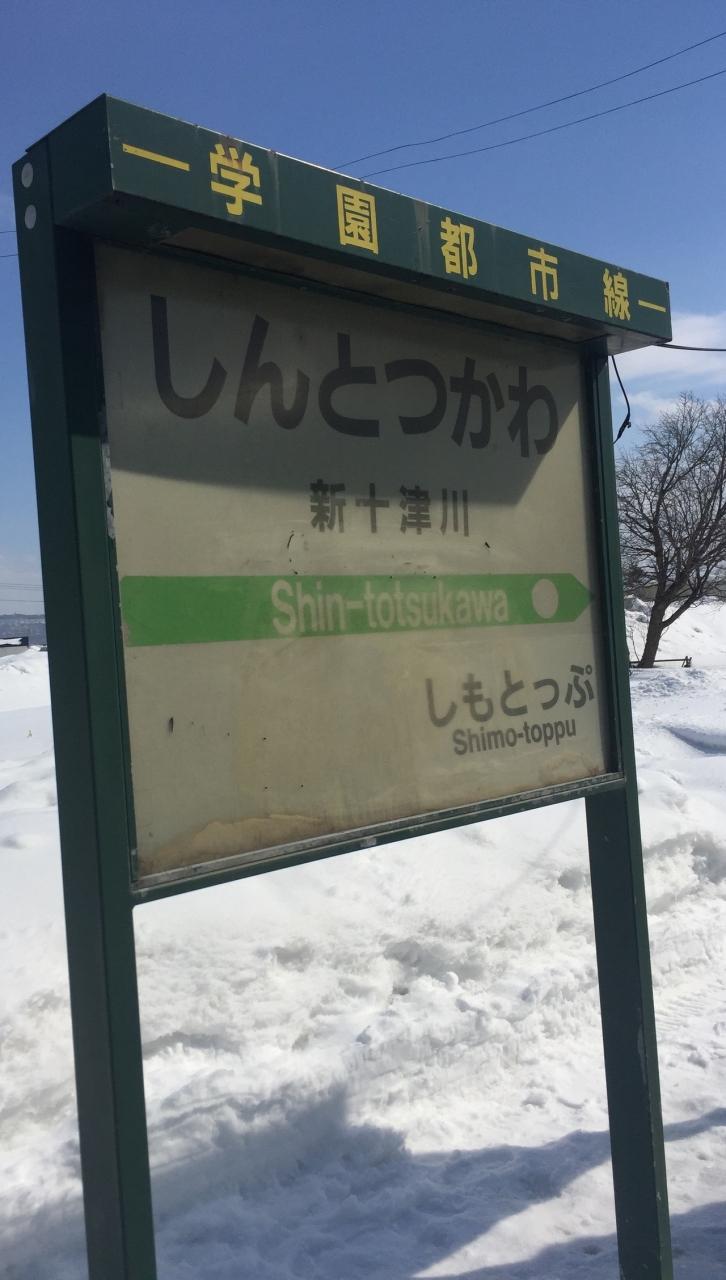 ー学園都市線ー
しんとつかわ
新十津川
Shin-totsukawa
しもとっぷ
Shimo-toppu